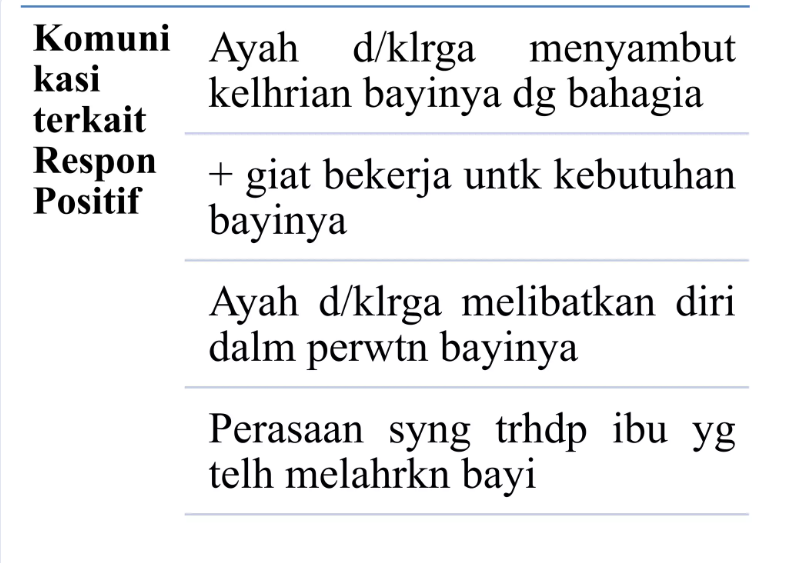 Komuni
kasi
terkait
Respon
Positif
Ayah d/klrga menyambut
kelhrian bayinya dg bahagia
+ giat bekerja untk kebutuhan
bayinya
Ayah d/klrga melibatkan diri
dalm perwtn bayinya
Perasaan syng trhdp ibu yg
telh melahrkn bayi